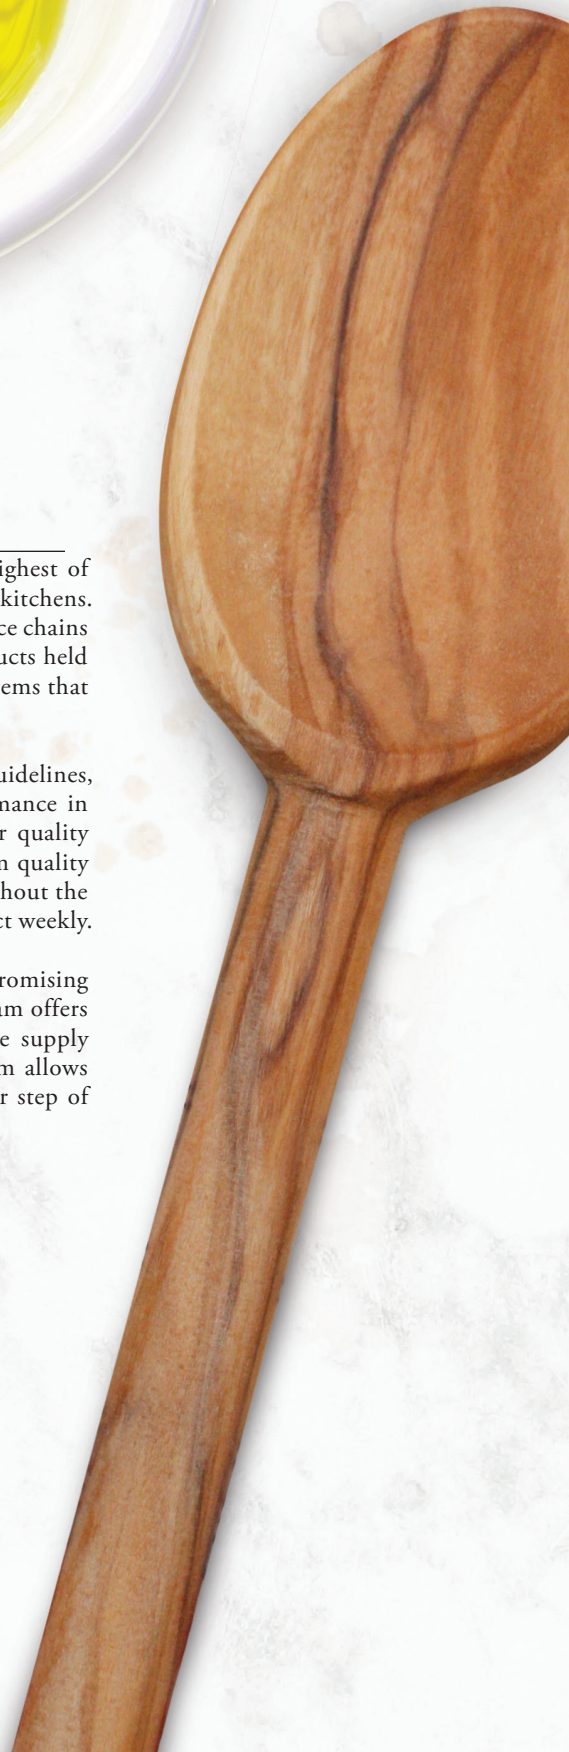 ighest of
kitchens.
ce chains
ucts held
ems that
uidelines,
mance in
r quality
n quality
hout the
ct weekly.
romising
am offers
e supply
m allows
r step of